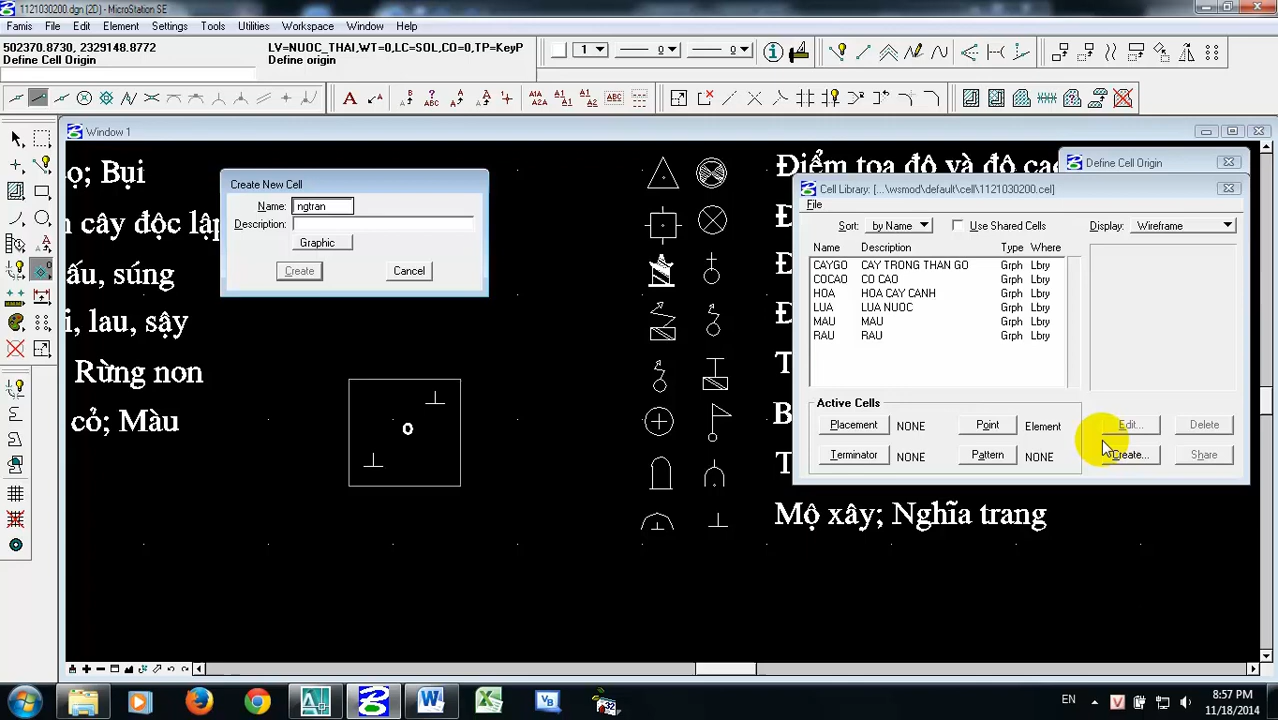 1121030200.dgn (2D) - MicroStation SE
Famis File Edit Element Settings Tools Utilities Workspace Window Help
502370.8730, 2329148.8772
Define Cell Origin
LV=NUOC_THAI,WT=0,LC=SOL,CO=0,TP=KeyP
Define origin
1 0 0
Window 1
ọ; Bụi
n cây độc lập
ấu, súng
i, lau, sậy
Rừng non
cỏ; Màu
Create New Cell
Name: ngtran
Description:
Graphic
Create Cancel
Điểm tọa độ và độ cao
Mộ xây; Nghĩa trang
Define Cell Origin
Cell Library: [...\wsmod\default\cell\1121030200.cel]
File
Sort: by Name Use Shared Cells Display: Wireframe
Name Description Type Where
CAYGO CAY TRONG THAN GO Grph Lbry
COCAO CO CAO Grph Lbry
HOA HOA CAY CANH Grph Lbry
LUA LUA NUOC Grph Lbry
MAU MAU Grph Lbry
RAU RAU Grph Lbry
Active Cells
Placement NONE Point Element Edit... Delete
Terminator NONE Pattern NONE Create... Share
EN
8:57 PM
11/18/2014